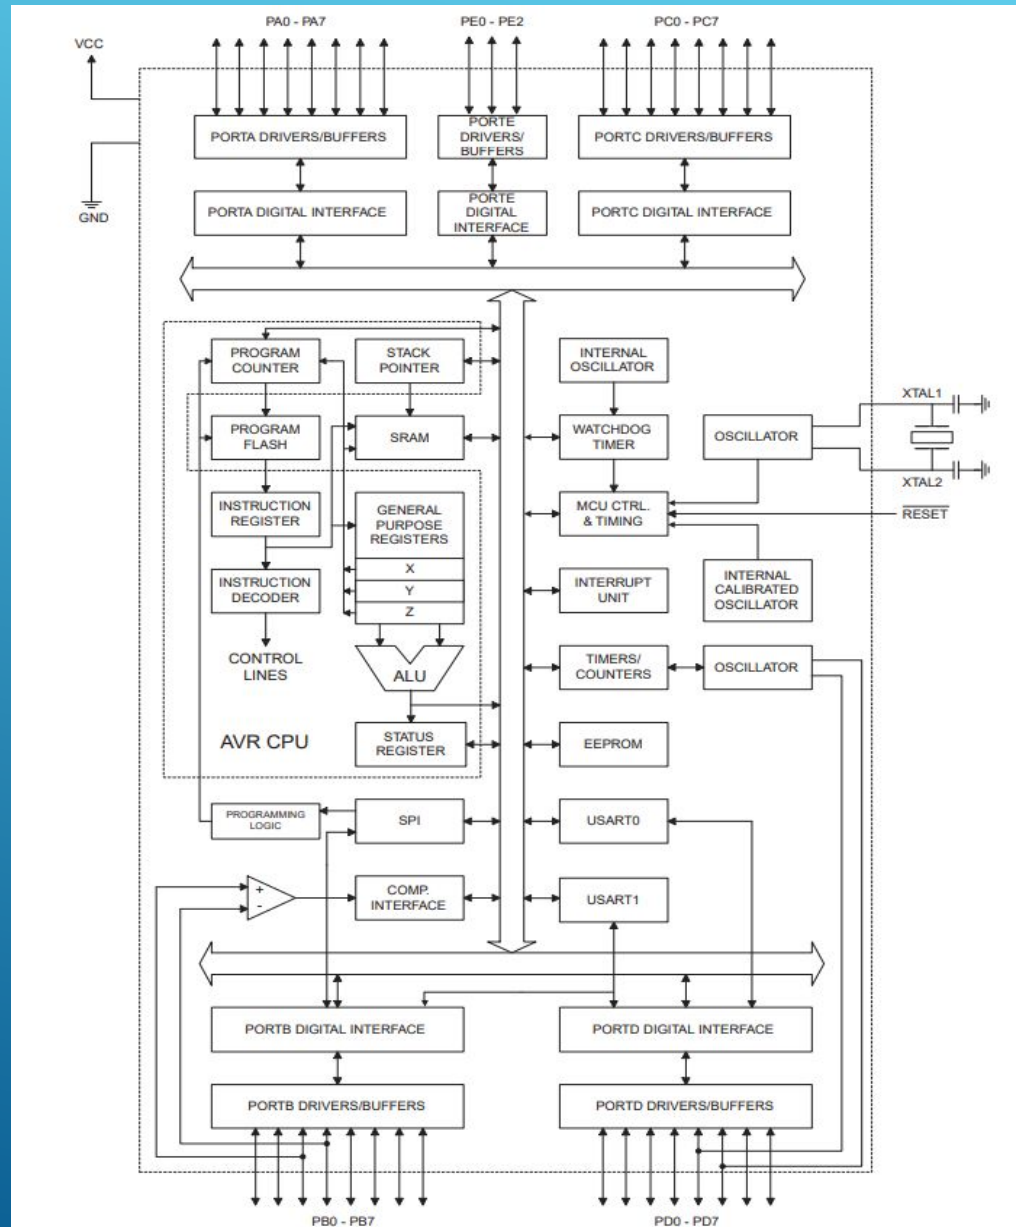 PA0 - PA7
PE0 - PE2
PC0 - PC7
VCC
PORTA DRIVERS/BUFFERS
PORTE
DRIVERS/
BUFFERS
PORTC DRIVERS/BUFFERS
GND
PORTA DIGITAL INTERFACE
PORTE
DIGITAL
INTERFACE
PORTC DIGITAL INTERFACE
PROGRAM
COUNTER
STACK
POINTER
INTERNAL
OSCILLATOR
XTAL1
PROGRAM
FLASH
SRAM
WATCHDOG
TIMER
OSCILLATOR
XTAL2
INSTRUCTION
REGISTER
GENERAL
PURPOSE
REGISTERS
MCU CTRL.
& TIMING
RESET
X
Y
Z
INSTRUCTION
DECODER
INTERRUPT
UNIT
INTERNAL
CALIBRATED
OSCILLATOR
CONTROL
LINES
ALU
TIMERS/
COUNTERS
OSCILLATOR
AVR CPU
STATUS
REGISTER
EEPROM
PROGRAMMING
LOGIC
SPI
USART0
+
-
COMP.
INTERFACE
USART1
PORTB DIGITAL INTERFACE
PORTD DIGITAL INTERFACE
PORTB DRIVERS/BUFFERS
PORTD DRIVERS/BUFFERS
PB0 - PB7
PD0 - PD7